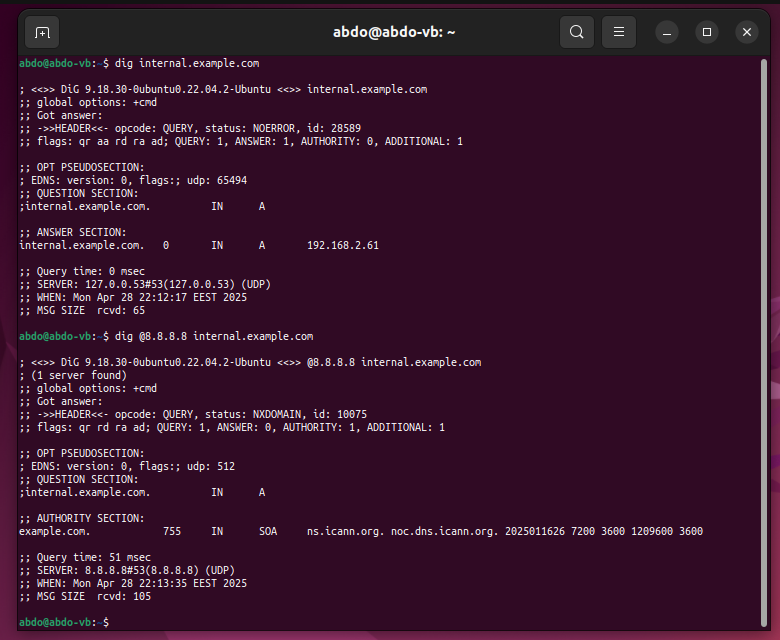 abdo@abdo-vb: ~
abdo@abdo-vb:~$ dig internal.example.com
; <<>> DiG 9.18.30-0ubuntu0.22.04.2-Ubuntu <<>> internal.example.com
;; global options: +cmd
;; Got answer:
;; ->>HEADER<<- opcode: QUERY, status: NOERROR, id: 28589
;; flags: qr aa rd ra ad; QUERY: 1, ANSWER: 1, AUTHORITY: 0, ADDITIONAL: 1
;; OPT PSEUDOSECTION:
; EDNS: version: 0, flags:; udp: 65494
;; QUESTION SECTION:
;internal.example.com. IN A
;; ANSWER SECTION:
internal.example.com. 0 IN A 192.168.2.61
;; Query time: 0 msec
;; SERVER: 127.0.0.53#53(127.0.0.53) (UDP)
;; WHEN: Mon Apr 28 22:12:17 EEST 2025
;; MSG SIZE rcvd: 65
abdo@abdo-vb:~$ dig @8.8.8.8 internal.example.com
; <<>> DiG 9.18.30-0ubuntu0.22.04.2-Ubuntu <<>> @8.8.8.8 internal.example.com
; (1 server found)
;; global options: +cmd
;; Got answer:
;; ->>HEADER<<- opcode: QUERY, status: NXDOMAIN, id: 10075
;; flags: qr rd ra ad; QUERY: 1, ANSWER: 0, AUTHORITY: 1, ADDITIONAL: 1
;; OPT PSEUDOSECTION:
; EDNS: version: 0, flags:; udp: 512
;; QUESTION SECTION:
;internal.example.com. IN A
;; AUTHORITY SECTION:
example.com. 755 IN SOA ns.icann.org. noc.dns.icann.org. 2025011626 7200 3600 1209600 3600
;; Query time: 51 msec
;; SERVER: 8.8.8.8#53(8.8.8.8) (UDP)
;; WHEN: Mon Apr 28 22:13:35 EEST 2025
;; MSG SIZE rcvd: 105
abdo@abdo-vb:~$